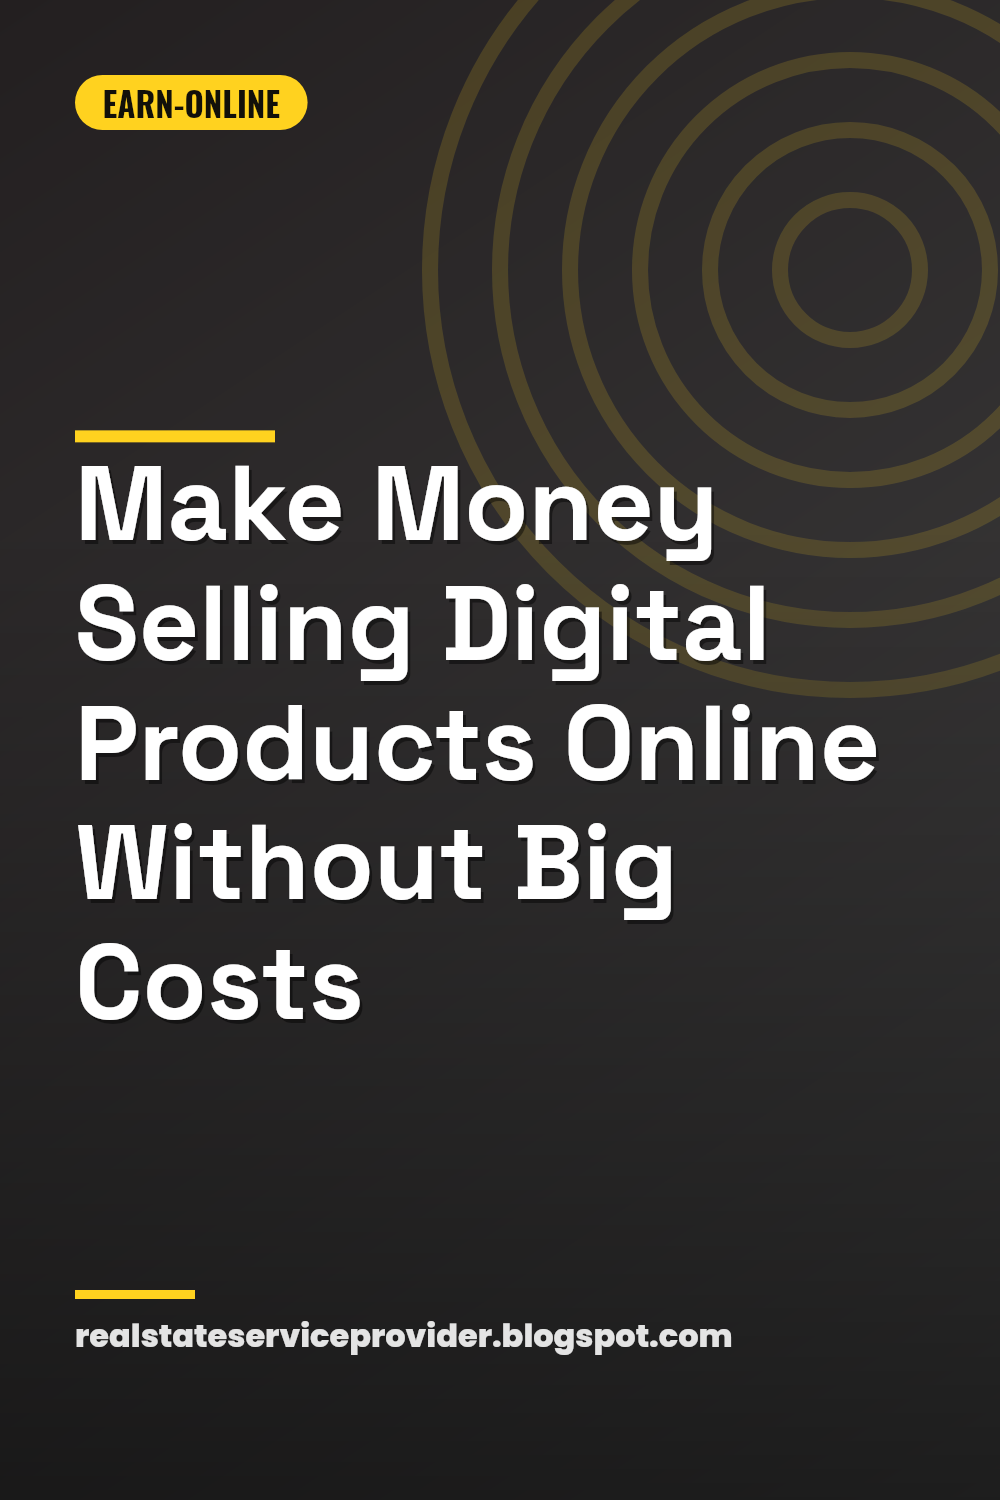 EARN-ONLINE
Make Money
Selling Digital
Products Online
Without Big
Costs
realstateserviceprovider.blogspot.com